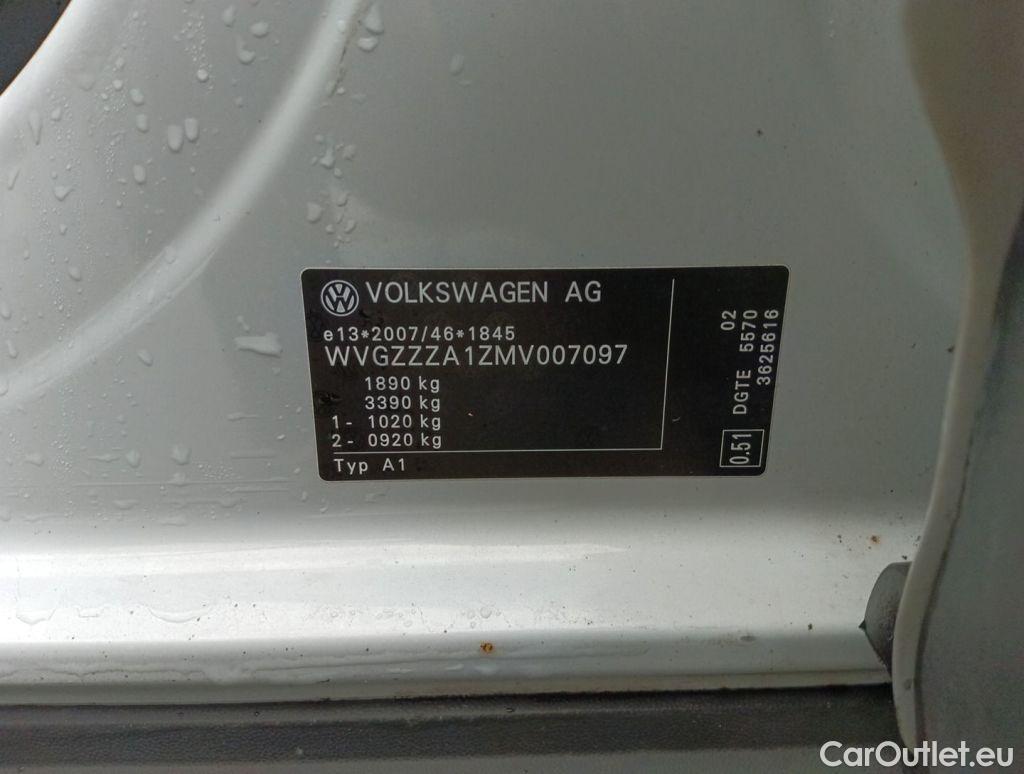 VOLKSWAGEN AG
e13*2007/46*1845
WVGZZZA1ZMV007097
1890 kg
3390 kg
1- 1020 kg
2- 0920 kg
Typ A1
0.51
DGTE 5570 02
3625616
CarOutlet.eu